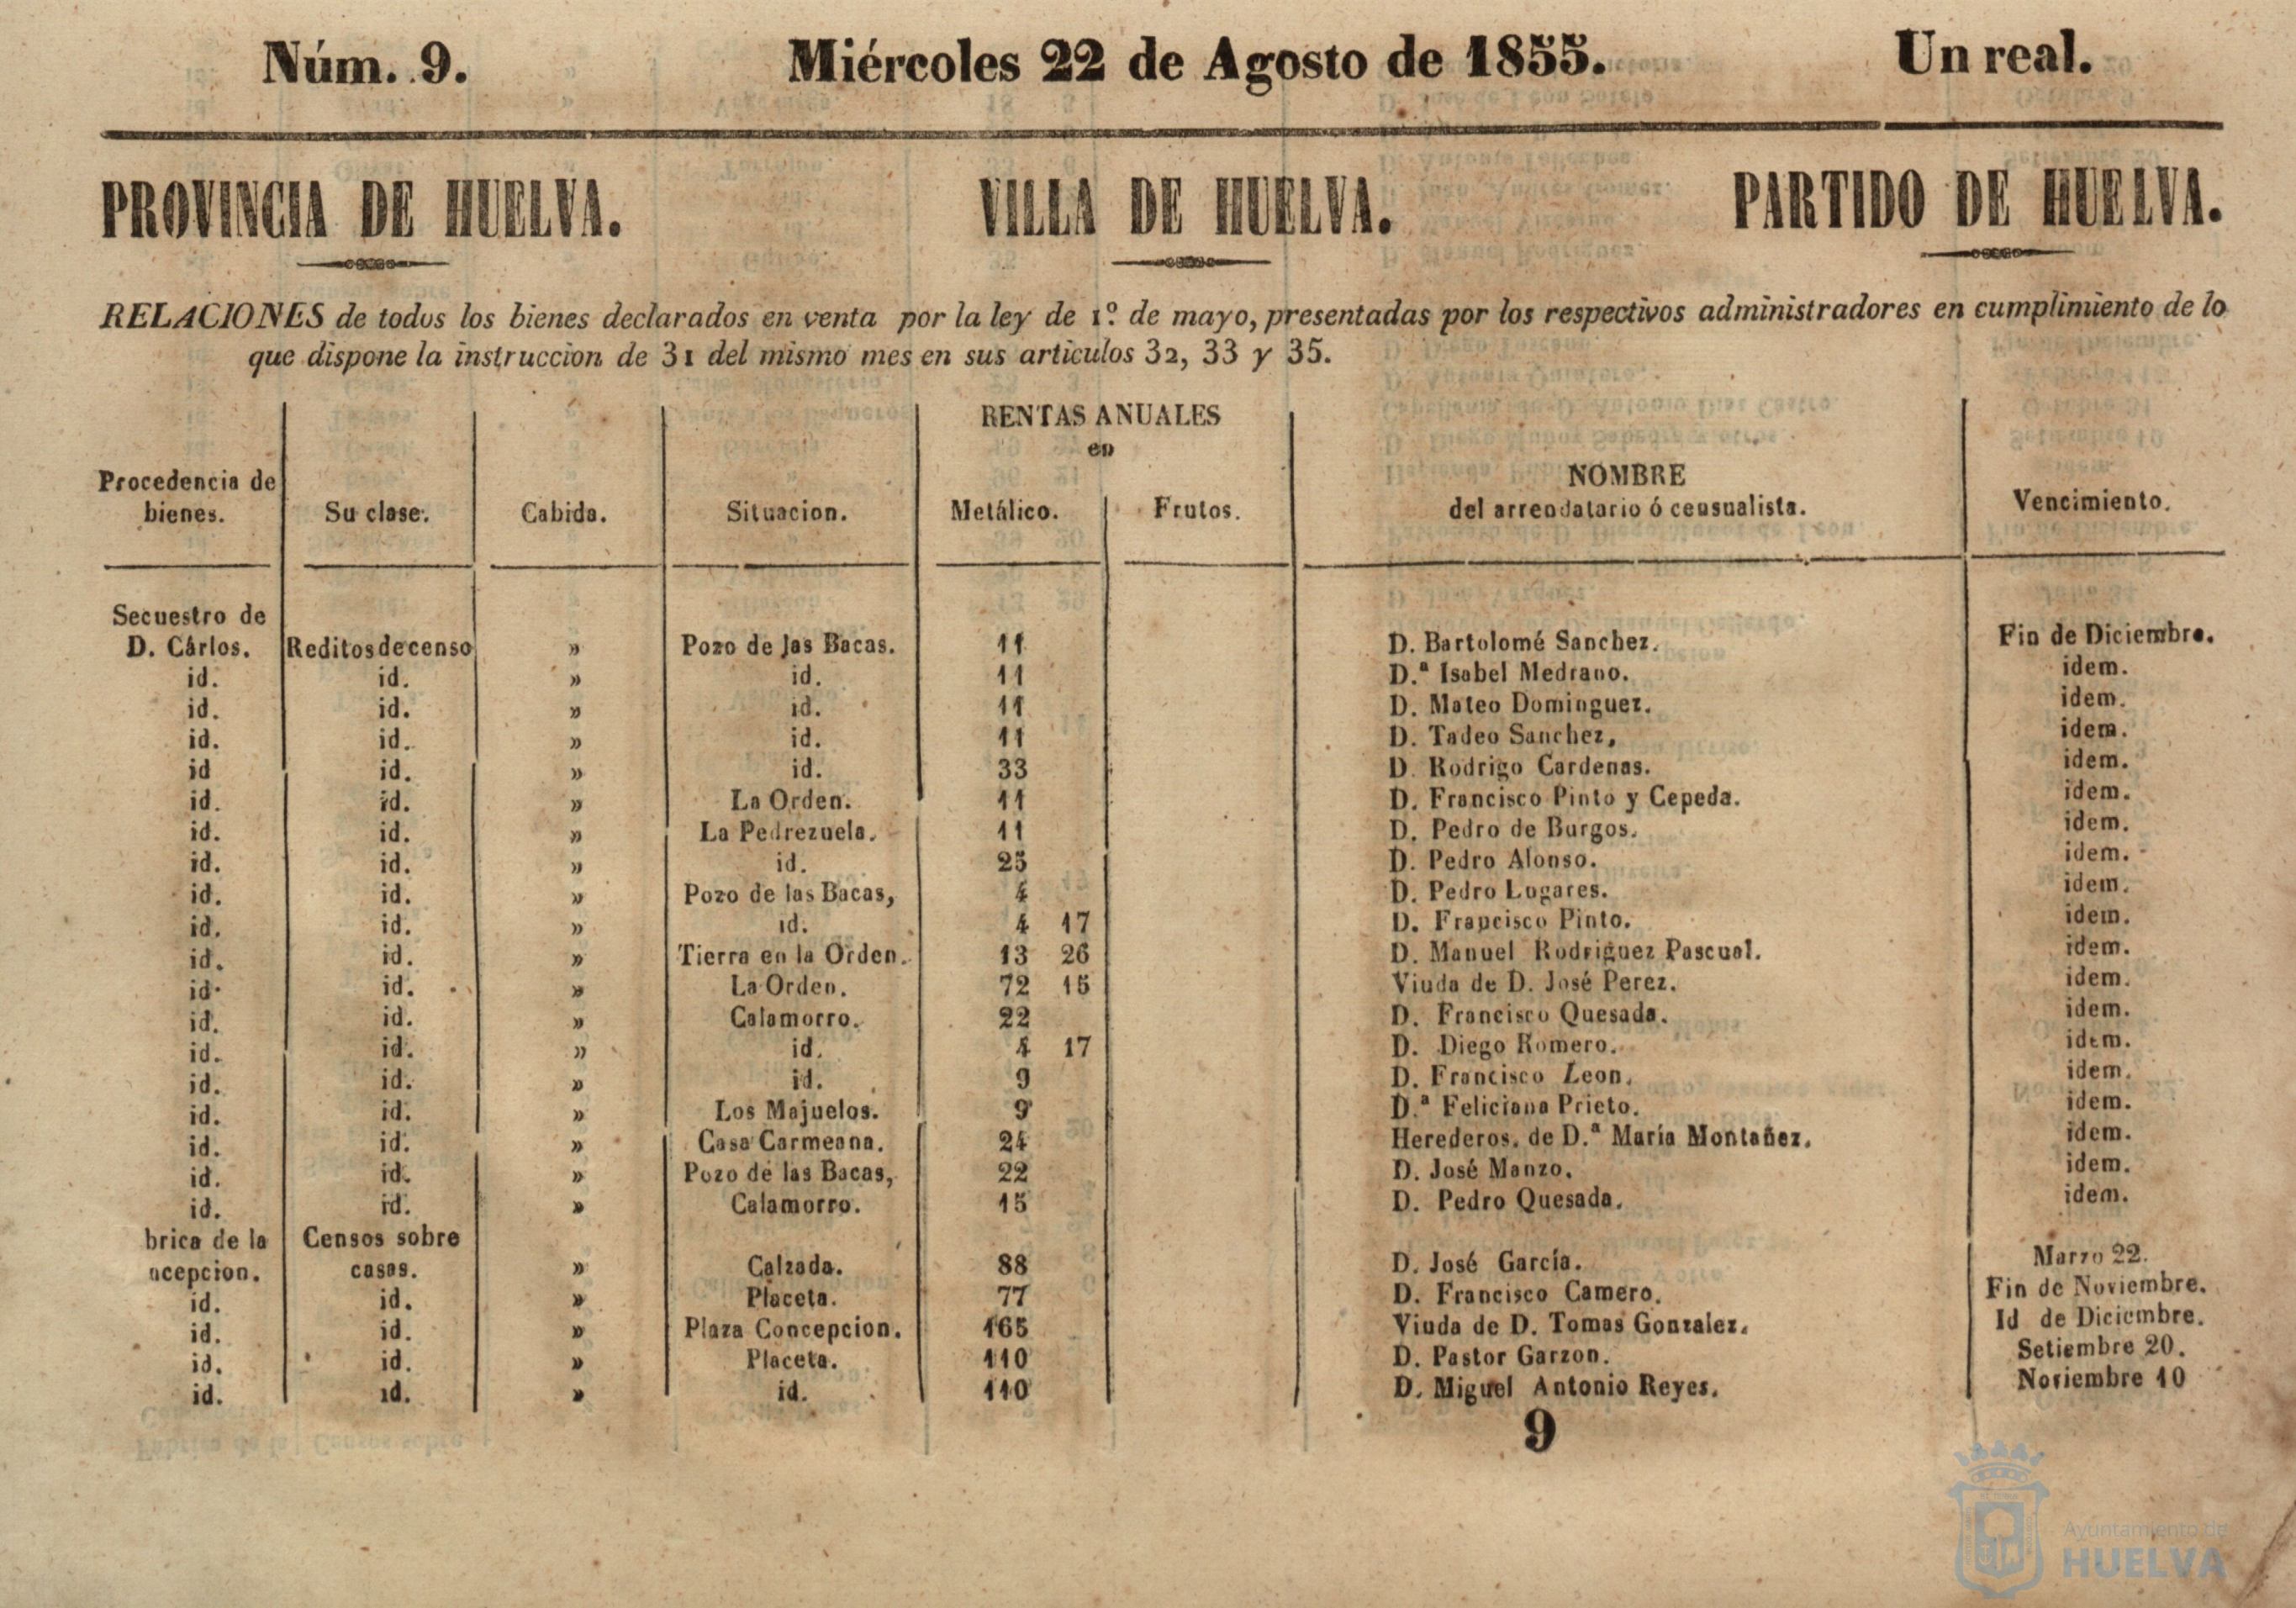 Núm. 9. Miércoles 22 de Agosto de 1855. Un real.
PROVINCIA DE HUELVA. VILLA DE HUELVA. PARTIDO DE HUELVA.
RELACIONES de todos los bienes declarados en venta por la ley de 1º. de mayo, presentadas por los respectivos administradores en cumplimiento de lo
que dispone la instruccion de 31 del mismo mes en sus articulos 32, 33 y 35.
RENTAS ANUALES
en
Procedencia de bienes. Su clase. Cabida. Situacion. Metálico. Frutos. NOMBRE del arrendatario ó censualista. Vencimiento.
Secuestro de
D. Cárlos. Reditos de censo » Pozo de las Bacas. 11 D. Bartolomé Sanchez. Fin de Diciembre.
id. id. » id. 11 D.ª Isabel Medrano. idem.
id. id. » id. 11 D. Mateo Dominguez. idem.
id. id. » id. 11 D. Tadeo Sanchez, idem.
id id. » id. 33 D. Rodrigo Cardenas. idem.
id. id. » La Orden. 11 D. Francisco Pinto y Cepeda. idem.
id. id. » La Pedrezuela. 11 D. Pedro de Burgos. idem.
id. id. » id. 25 D. Pedro Alonso. idem.
id. id. » Pozo de las Bacas, 4 D. Pedro Lugares. idem.
id. id. » id. 4 17 D. Francisco Pinto. idem.
id. id. » Tierra en la Orden. 13 26 D. Manuel Rodriguez Pascual. idem.
id. id. » La Orden. 72 15 Viuda de D. José Perez. idem.
id. id. » Calamorro. 22 D. Francisco Quesada. idem.
id. id. » id. 4 17 D. Diego Romero. idem.
id. id. » id. 9 D. Francisco Leon. idem.
id. id. » Los Majuelos. 9 D.ª Feliciana Prieto. idem.
id. id. » Casa Carmeana. 24 Herederos. de D.ª María Montañez. idem.
id. id. » Pozo de las Bacas, 22 D. José Manzo. idem.
id. id. » Calamorro. 15 D. Pedro Quesada. idem.
brica de la Censos sobre
ncepcion. casas. » Calzada. 88 D. José García. Marzo 22.
id. id. » Placeta. 77 D. Francisco Camero. Fin de Noviembre.
id. id. » Plaza Concepcion. 165 Viuda de D. Tomas Gonzalez. Id de Diciembre.
id. id. » Placeta. 110 D. Pastor Garzon. Setiembre 20.
id. id. » id. 110 D. Miguel Antonio Reyes. Noviembre 10
9
Ayuntamiento de
HUELVA